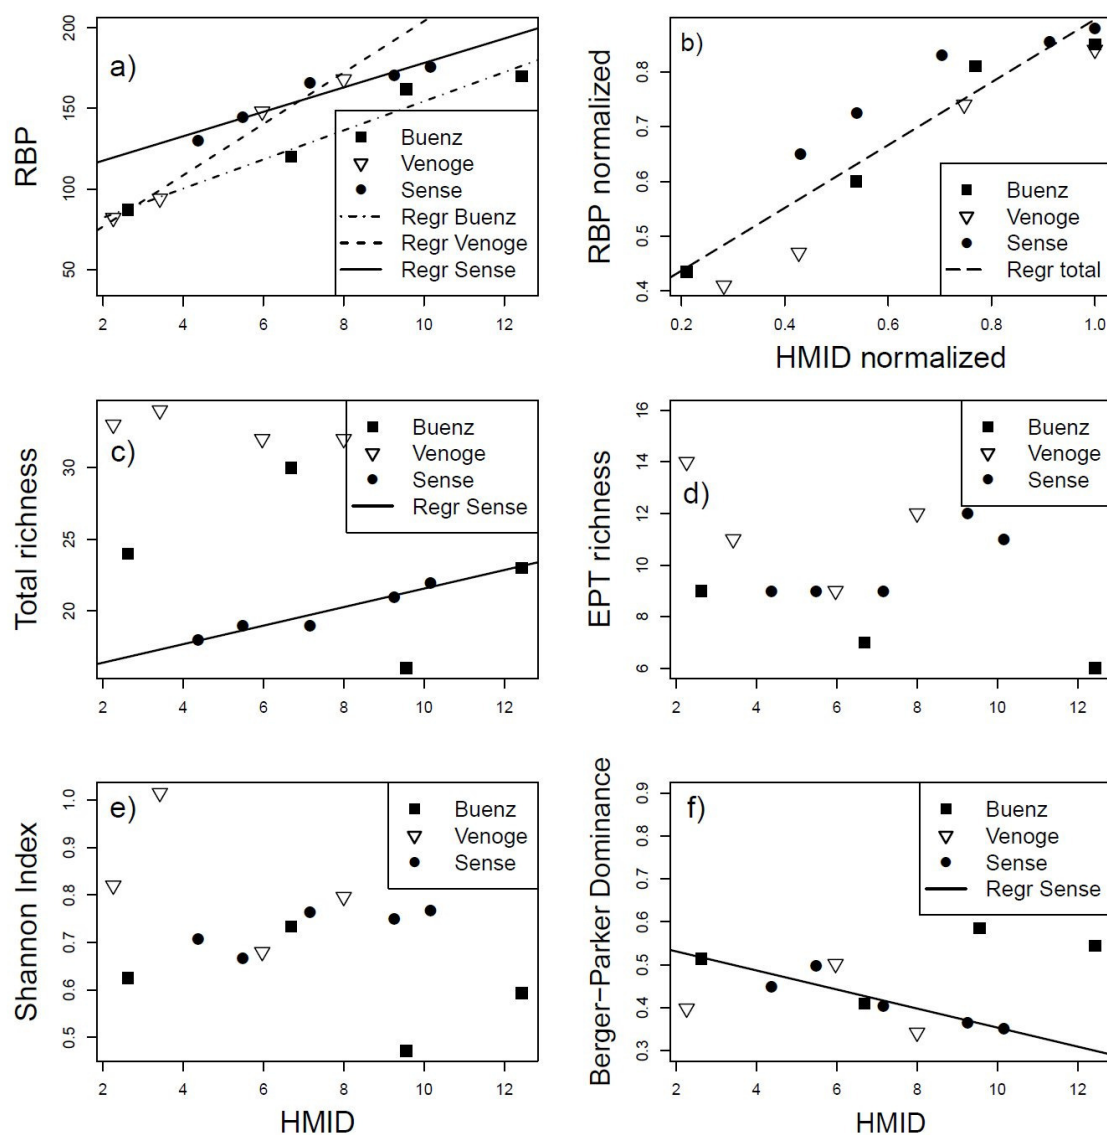 a)
RBP
200
150
100
50
Buenz
Venoge
Sense
Regr Buenz
Regr Venoge
Regr Sense
2 4 6 8 10 12
b)
RBP normalized
0.8
0.7
0.6
0.5
0.4
Buenz
Venoge
Sense
Regr total
0.2 0.4 0.6 0.8 1.0
HMID normalized
c)
Total richness
30
25
20
Buenz
Venoge
Sense
Regr Sense
2 4 6 8 10 12
d)
EPT richness
16
14
12
10
8
6
Buenz
Venoge
Sense
2 4 6 8 10 12
e)
Shannon Index
1.0
0.9
0.8
0.7
0.6
0.5
Buenz
Venoge
Sense
2 4 6 8 10 12
HMID
f)
Berger−Parker Dominance
0.9
0.8
0.7
0.6
0.5
0.4
0.3
Buenz
Venoge
Sense
Regr Sense
2 4 6 8 10 12
HMID